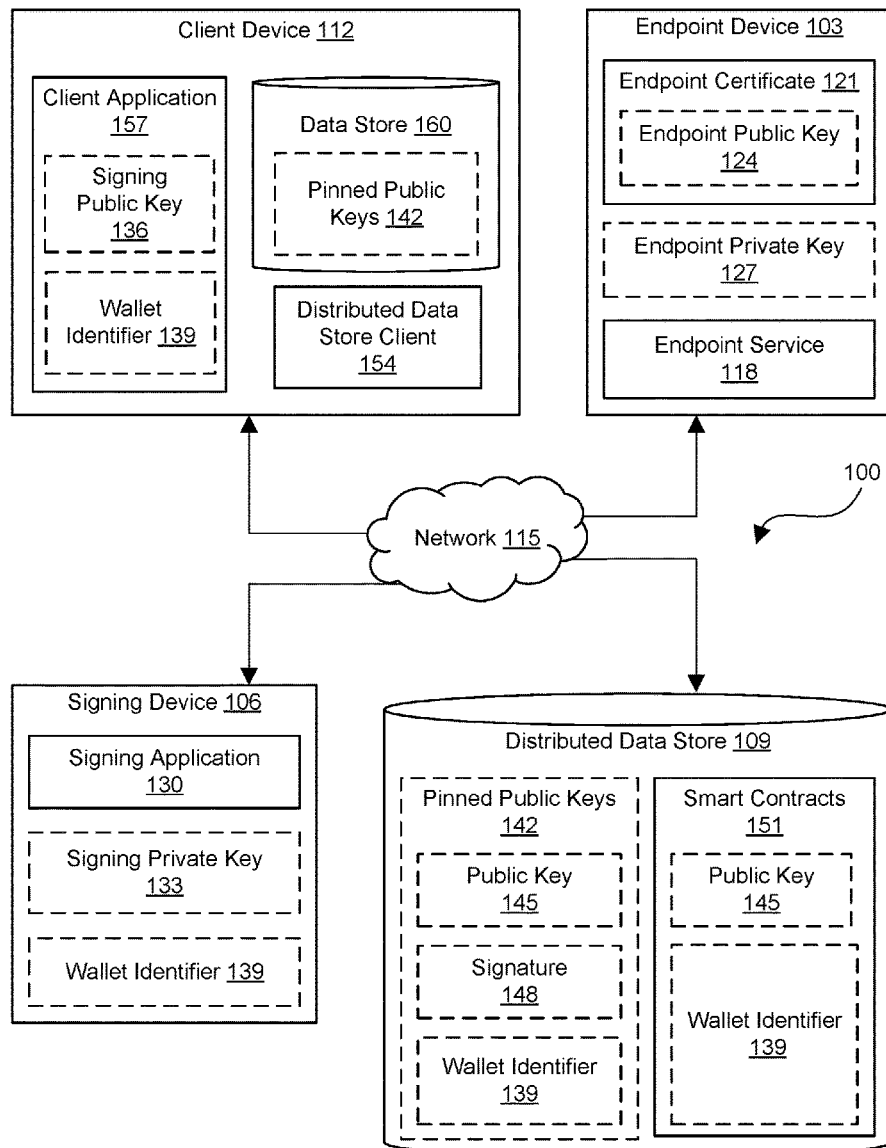 Client Device 112
Client Application
157
Signing
Public Key
136
Wallet
Identifier 139
Data Store 160
Pinned Public
Keys 142
Distributed Data
Store Client
154
Endpoint Device 103
Endpoint Certificate 121
Endpoint Public Key
124
Endpoint Private Key
127
Endpoint Service
118
Network 115
100
Signing Device 106
Signing Application
130
Signing Private Key
133
Wallet Identifier 139
Distributed Data Store 109
Pinned Public Keys
142
Public Key
145
Signature
148
Wallet Identifier
139
Smart Contracts
151
Public Key
145
Wallet Identifier
139